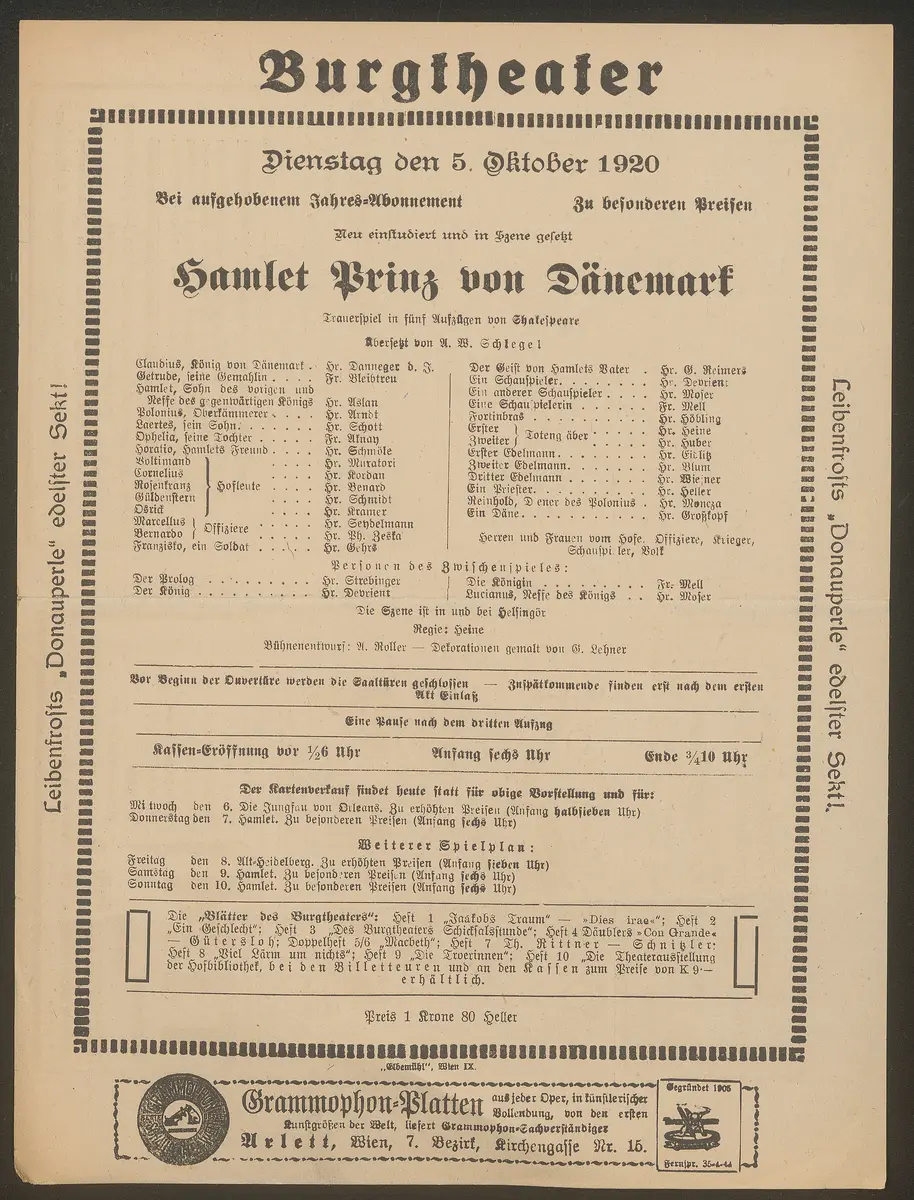 Burgtheater
Dienstag den 5. Oktober 1920
Bei aufgehobenem Jahres-Abonnement Zu besonderen Preisen
Neu einstudiert und in Szene gesetzt
Hamlet Prinz von Dänemark
Trauerspiel in fünf Aufzügen von Shakespeare
Übersetzt von A. W. Schlegel
Claudius, König von Dänemark . Hr. Danneger d. J.
Getrude, seine Gemahlin . . . . Fr. Bleibtreu
Hamlet, Sohn des vorigen und
Neffe des gegenwärtigen Königs Hr. Aslan
Polonius, Oberkämmerer . . . . Hr. Arndt
Laertes, sein Sohn. . . . . . . Hr. Schott
Ophelia, seine Tochter . . . . . Fr. Aknay
Horatio, Hamlets Freund . . . . Hr. Schmöle
Voltimand . . . . Hr. Muratori
Cornelius . . . . Hr. Kordan
Rosenkranz } Hofleute . . . . Hr. Benard
Güldenstern . . . . Hr. Schmidt
Osrick . . . . Hr. Kramer
Marcellus } Offiziere . . . . . Hr. Seydelmann
Bernardo . . . . . Hr. Ph. Zeska
Franzisko, ein Soldat . . . . Hr. Gehrs
Der Geist von Hamlets Vater . Hr. G. Reimers
Ein Schauspieler. . . . . . . . Hr. Devrient
Ein anderer Schauspieler . . . . Hr. Moser
Eine Schauspielerin . . . . . . Fr. Mell
Fortinbras . . . . . . . . . . Hr. Höbling
Erster } Totengräber . . . . . Hr. Heine
Zweiter . . . . . Hr. Huber
Erster Edelmann. . . . . . . . Hr. Eidlitz
Zweiter Edelmann. . . . . . . Hr. Blum
Dritter Edelmann . . . . . . . Hr. Wiesner
Ein Priester. . . . . . . . . . Hr. Heller
Reinhold, Diener des Polonius . Hr. Moncza
Ein Däne. . . . . . . . . . . Hr. Großkopf
Herren und Frauen vom Hofe. Offiziere, Krieger,
Schauspieler, Volk
Personen des Zwischenspieles:
Der Prolog . . . . . . . . . Hr. Strebinger
Der König . . . . . . . . . . Hr. Devrient
Die Königin . . . . . . . . . Fr. Mell
Lucianus, Neffe des Königs . . Hr. Moser
Die Szene ist in und bei Helsingör
Regie: Heine
Bühnenentwurf: A. Roller — Dekorationen gemalt von G. Lehner
Vor Beginn der Ouvertüre werden die Saaltüren geschlossen — Zuspätkommende finden erst nach dem ersten
Akt Einlaß
Eine Pause nach dem dritten Aufzug
Kassen-Eröffnung vor ½6 Uhr Anfang sechs Uhr Ende ¾10 Uhr
Der Kartenverkauf findet heute statt für obige Vorstellung und für:
Mittwoch den 6. Die Jungfau von Orleans. Zu erhöhten Preisen (Anfang halbsieben Uhr)
Donnerstag den 7. Hamlet. Zu besonderen Preisen (Anfang sechs Uhr)
Weiterer Spielplan:
Freitag den 8. Alt-Heidelberg. Zu erhöhten Preisen (Anfang sieben Uhr)
Samstag den 9. Hamlet. Zu besonderen Preisen (Anfang sechs Uhr)
Sonntag den 10. Hamlet. Zu besonderen Preisen (Anfang sechs Uhr)
Die „Blätter des Burgtheaters“: Heft 1 „Jaakobs Traum“ — »Dies irae«“; Heft 2
„Ein Geschlecht“; Heft 3 „Des Burgtheaters Schicksalsstunde“; Heft 4 Däublers »Con Grande«
— Gütersloh; Doppelheft 5/6 „Macbeth“; Heft 7 Th. Rittner — Schnitzler;
Heft 8 „Viel Lärm um nichts“; Heft 9 „Die Troerinnen“; Heft 10 „Die Theaterausstellung
der Hofbibliothek, bei den Billetteuren und an den Kassen zum Preise von K 9·—
erhältlich.
Preis 1 Krone 80 Heller
Leibenfrosts „Donauperle“ edelster Sekt!
Leibenfrosts „Donauperle“ edelster Sekt!
„Elbemühl“, Wien IX.
Grammophon-Platten aus jeder Oper, in künstlerischer
Vollendung, von den ersten
Kunstgrößen der Welt, liefert Grammophon-Sachverständiger
Arlett, Wien, 7. Bezirk, Kirchengasse Nr. 15.
Gegründet 1905
Fernspr. 35-4-44